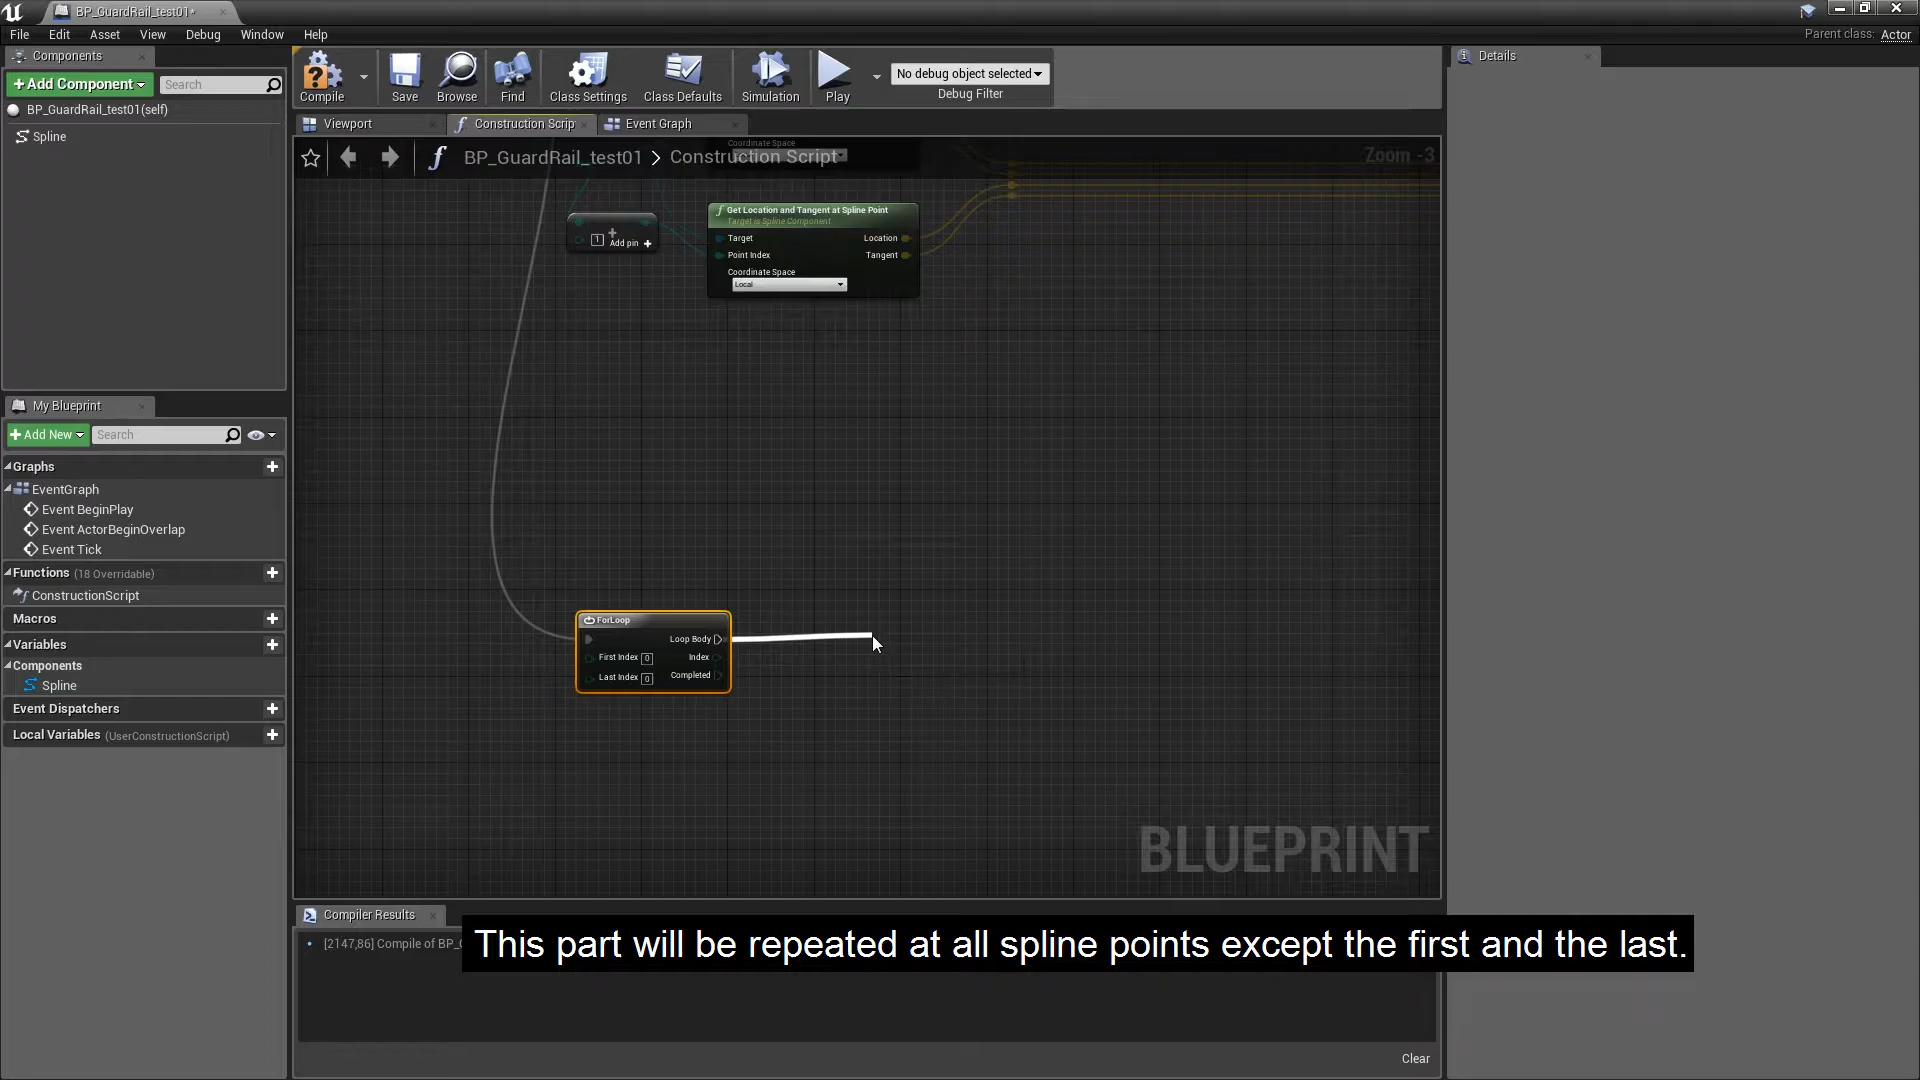 BP_GuardRail_test01*
File Edit Asset View Debug Window Help
Parent class: Actor
Components
+Add Component
Search
BP_GuardRail_test01(self)
Spline
Compile
Save
Browse
Find
Class Settings
Class Defaults
Simulation
Play
No debug object selected
Debug Filter
Details
Viewport
Construction Scrip
Event Graph
BP_GuardRail_test01 > Construction Script
Zoom -3
Coordinate Space
1
Add pin +
Get Location and Tangent at Spline Point
Target is Spline Component
Target
Location
Point Index
Tangent
Coordinate Space
Local
My Blueprint
+Add New
Search
Graphs
EventGraph
Event BeginPlay
Event ActorBeginOverlap
Event Tick
Functions (18 Overridable)
ConstructionScript
Macros
Variables
Components
Spline
Event Dispatchers
Local Variables (UserConstructionScript)
ForLoop
Loop Body
First Index 0
Index
Last Index 0
Completed
BLUEPRINT
Compiler Results
[2147,86] Compile of BP_
This part will be repeated at all spline points except the first and the last.
Clear